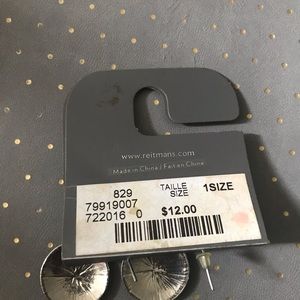 www.reitmans.com
Made in China / Fait en Chine
829
TAILLE
SIZE
1SIZE
79919007
722016 0
$12.00